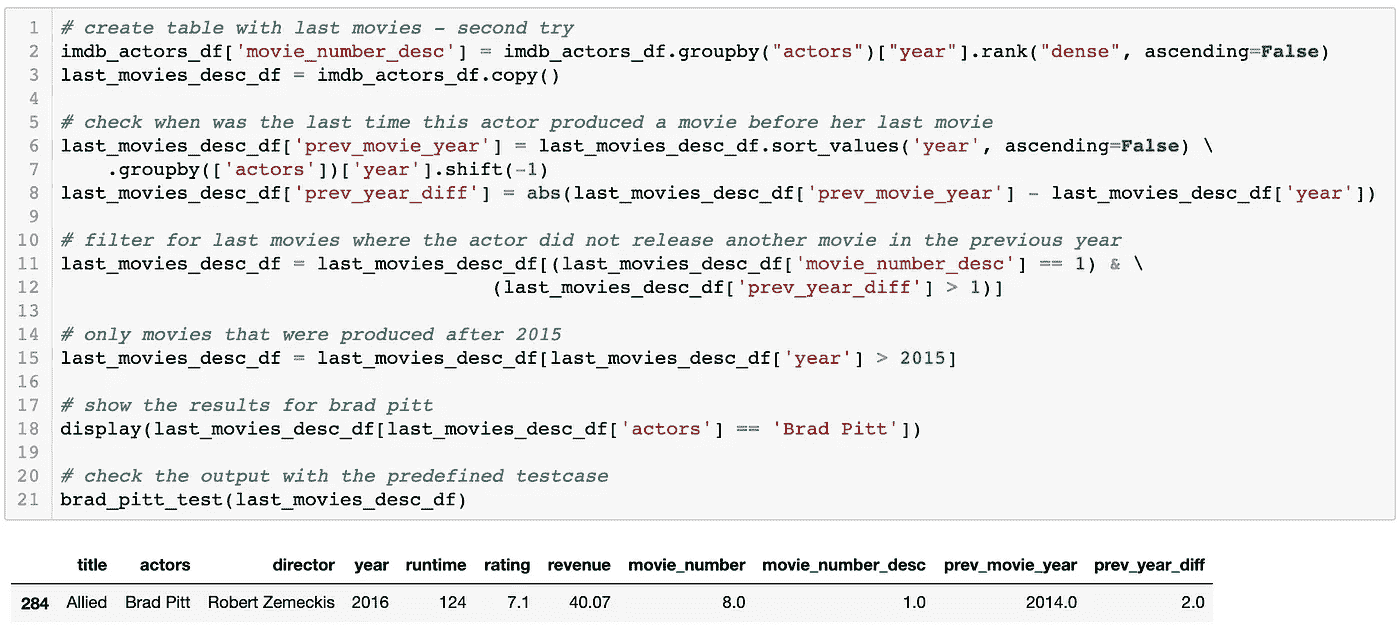 1 # create table with last movies - second try
2 imdb_actors_df['movie_number_desc'] = imdb_actors_df.groupby("actors")["year"].rank("dense", ascending=False)
3 last_movies_desc_df = imdb_actors_df.copy()
4
5 # check when was the last time this actor produced a movie before her last movie
6 last_movies_desc_df['prev_movie_year'] = last_movies_desc_df.sort_values('year', ascending=False) \
7     .groupby(['actors'])['year'].shift(-1)
8 last_movies_desc_df['prev_year_diff'] = abs(last_movies_desc_df['prev_movie_year'] - last_movies_desc_df['year'])
9
10 # filter for last movies where the actor did not release another movie in the previous year
11 last_movies_desc_df = last_movies_desc_df[(last_movies_desc_df['movie_number_desc'] == 1) & \
12                                     (last_movies_desc_df['prev_year_diff'] > 1)]
13
14 # only movies that were produced after 2015
15 last_movies_desc_df = last_movies_desc_df[last_movies_desc_df['year'] > 2015]
16
17 # show the results for brad pitt
18 display(last_movies_desc_df[last_movies_desc_df['actors'] == 'Brad Pitt'])
19
20 # check the output with the predefined testcase
21 brad_pitt_test(last_movies_desc_df)
title actors director year runtime rating revenue movie_number movie_number_desc prev_movie_year prev_year_diff
284 Allied Brad Pitt Robert Zemeckis 2016 124 7.1 40.07 8.0 1.0 2014.0 2.0